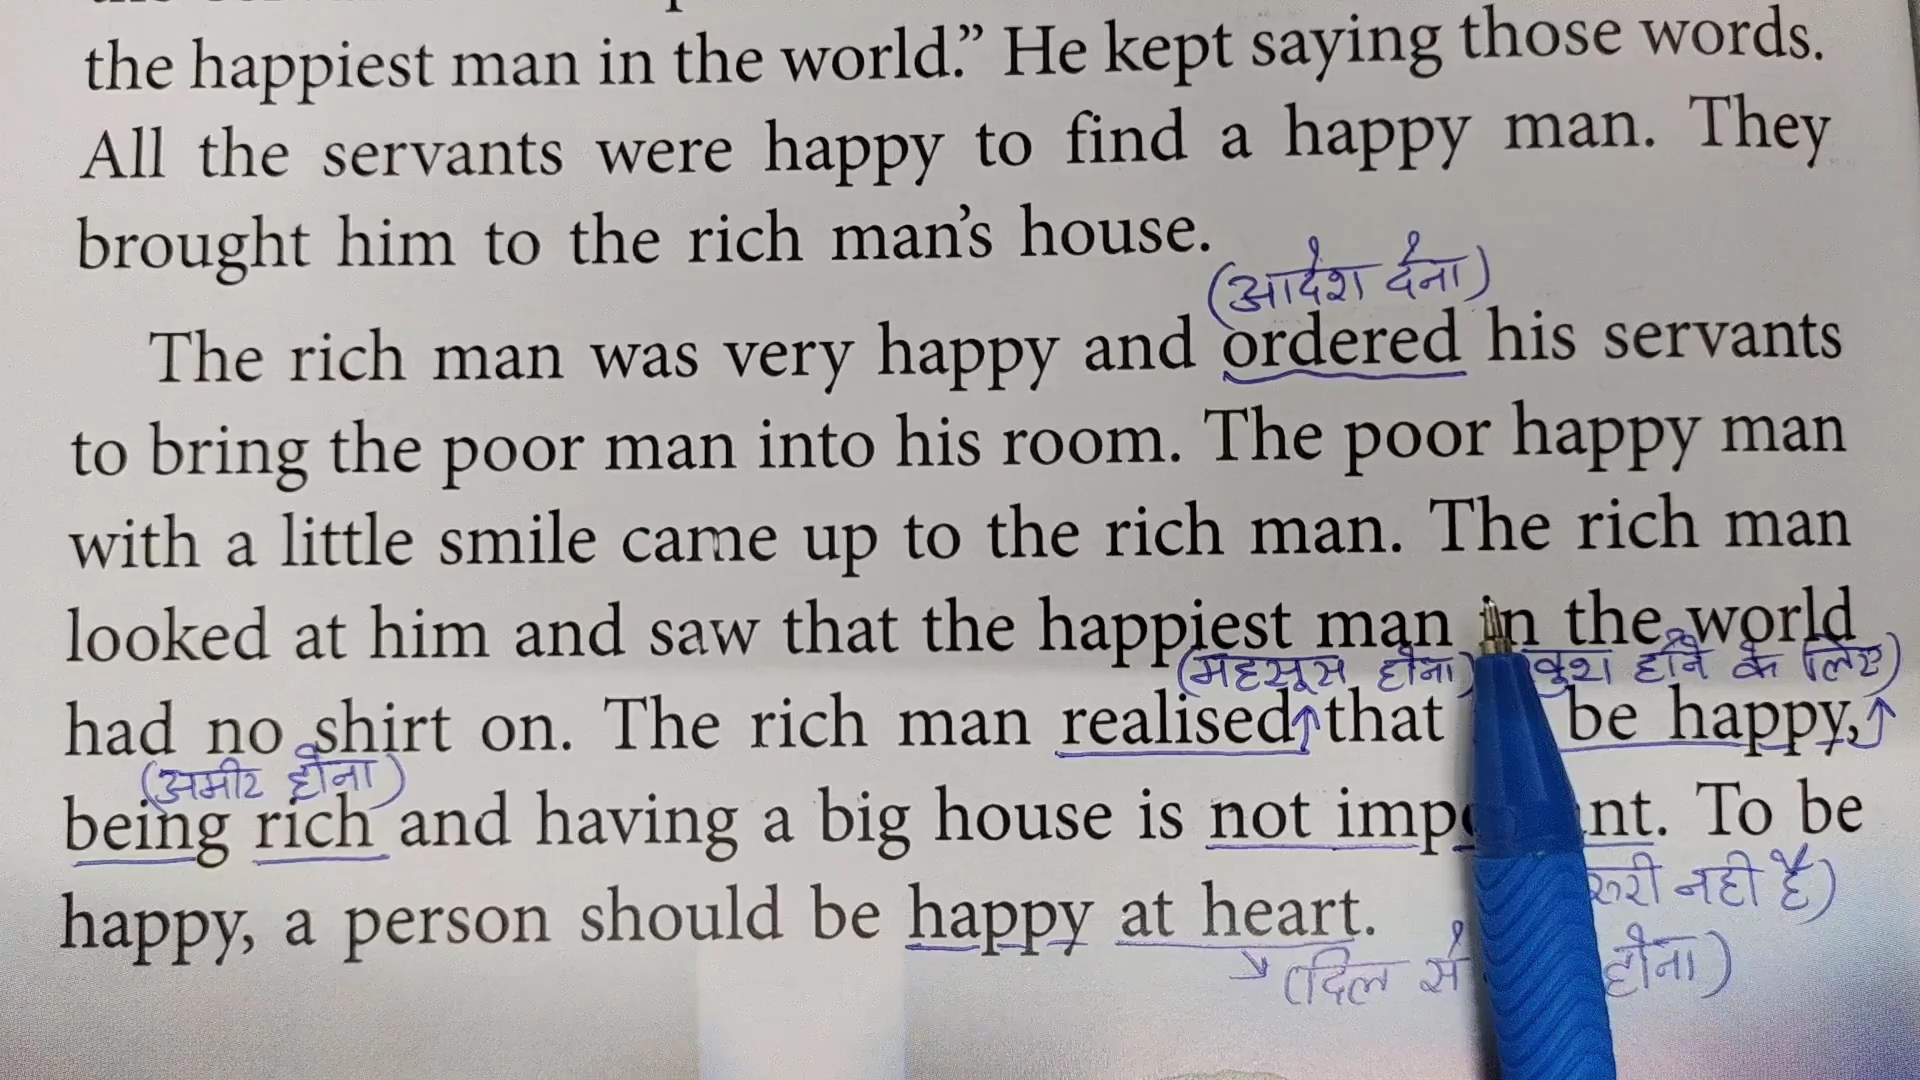 the happiest man in the world.” He kept saying those words.
All the servants were happy to find a happy man. They
brought him to the rich man’s house.
(आदेश देना)
The rich man was very happy and ordered his servants
to bring the poor man into his room. The poor happy man
with a little smile came up to the rich man. The rich man
looked at him and saw that the happiest man in the world
(महसूस होना) खुश होने के लिए)
had no shirt on. The rich man realised that be happy,
(अमीर होना)
being rich and having a big house is not important. To be
नही है)
happy, a person should be happy at heart.
(दिल से होना)